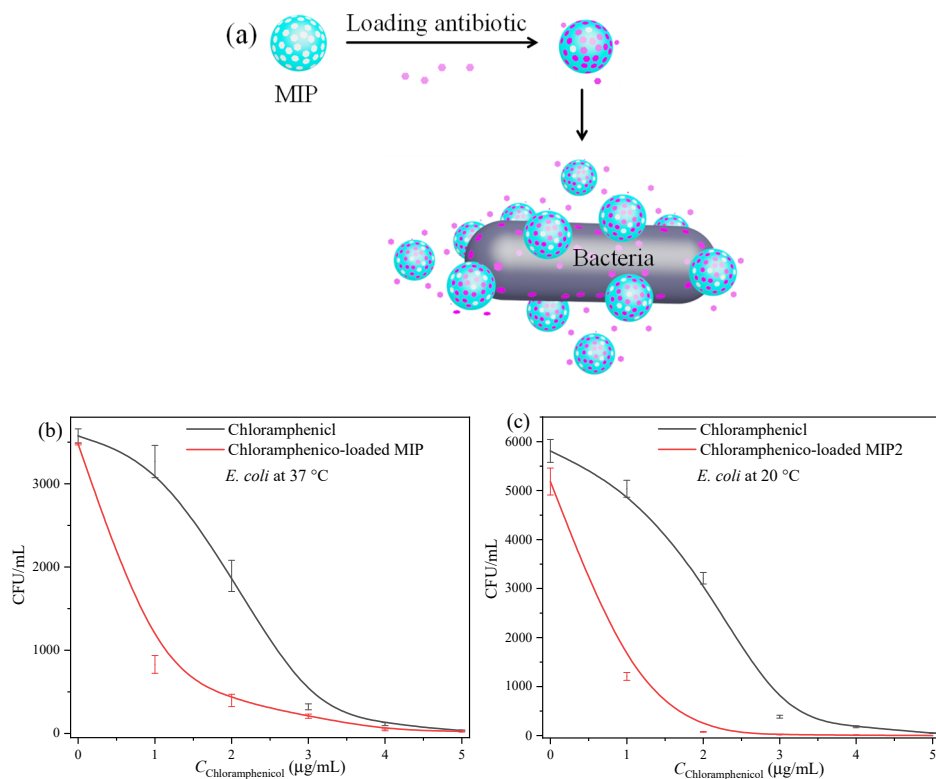 (a)
Loading antibiotic
MIP
Bacteria
(b)
Chloramphenicl
Chloramphenico-loaded MIP
E. coli at 37 °C
CFU/mL
3000
2000
1000
0
0 1 2 3 4 5
CChloramphenicol (μg/mL)
(c)
Chloramphenicl
Chloramphenico-loaded MIP2
E. coli at 20 °C
CFU/mL
6000
5000
4000
3000
2000
1000
0
0 1 2 3 4 5
CChloramphenicol (μg/mL)